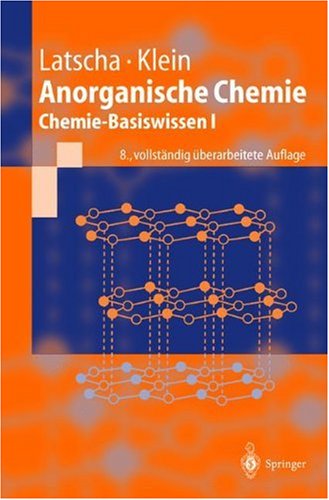 Latscha · Klein
Anorganische Chemie
Chemie-Basiswissen I
8., vollständig überarbeitete Auflage
Springer